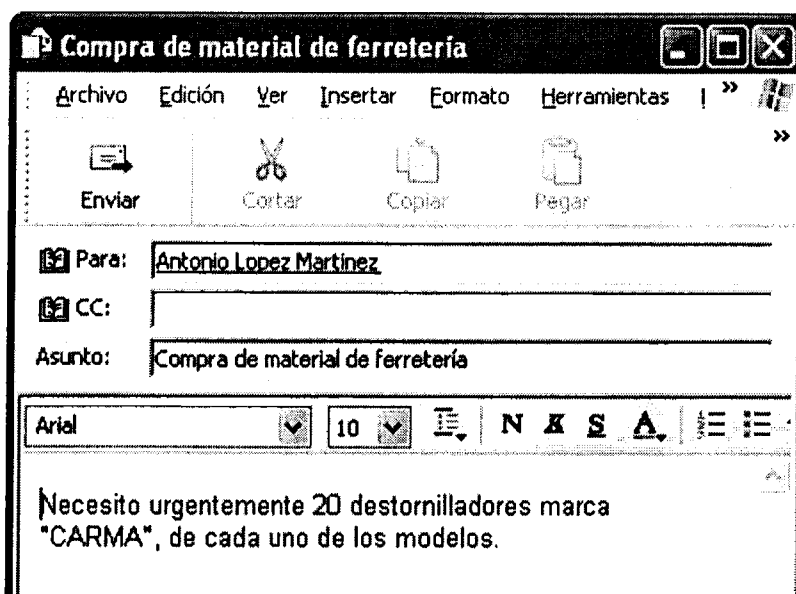 Compra de material de ferretería
Archivo Edición Ver Insertar Formato Herramientas »
»
Enviar Cortar Copiar Pegar
Para: Antonio Lopez Martinez
CC:
Asunto: Compra de material de ferretería
Arial 10 N K S A
Necesito urgentemente 20 destornilladores marca
"CARMA", de cada uno de los modelos.